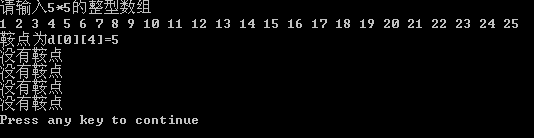 请输入5*5的整型数组
1 2 3 4 5 6 7 8 9 10 11 12 13 14 15 16 17 18 19 20 21 22 23 24 25
鞍点为d[0][4]=5
没有鞍点
没有鞍点
没有鞍点
没有鞍点
Press any key to continue